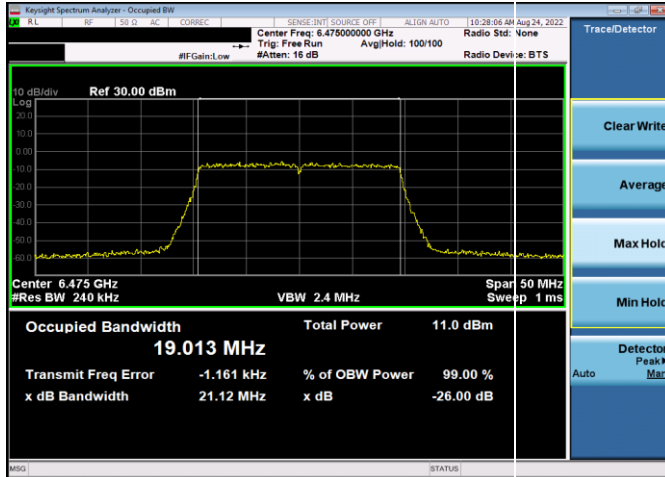 Keysight Spectrum Analyzer - Occupied BW
RL RF 50 Ω AC CORREC SENSE:INT SOURCE OFF ALIGN AUTO 10:28:06 AM Aug 24, 2022
Center Freq: 6.475000000 GHz Radio Std: None
Trig: Free Run Avg|Hold: 100/100
#IFGain:Low #Atten: 16 dB Radio Device: BTS
Trace/Detector
10 dB/div Ref 30.00 dBm
Log
20.0
10.0
0.00
-10.0
-20.0
-30.0
-40.0
-50.0
-60.0
Center 6.475 GHz Span 50 MHz
#Res BW 240 kHz VBW 2.4 MHz Sweep 1 ms
Occupied Bandwidth Total Power 11.0 dBm
19.013 MHz
Transmit Freq Error -1.161 kHz % of OBW Power 99.00 %
x dB Bandwidth 21.12 MHz x dB -26.00 dB
Clear Write
Average
Max Hold
Min Hold
Detector
Peak
Auto Man
MSG STATUS